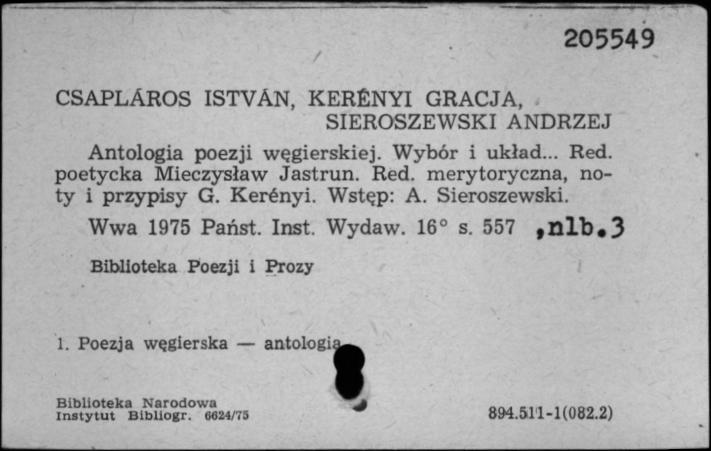 205549
CSAPLÁROS ISTVÁN, KERÉNYI GRACJA,
SIEROSZEWSKI ANDRZEJ
Antologia poezji węgierskiej. Wybór i układ... Red.
poetycka Mieczysław Jastrun. Red. merytoryczna, no-
ty i przypisy G. Kerényi. Wstęp: A. Sieroszewski.
Wwa 1975 Państ. Inst. Wydaw. 16° s. 557 ,nlb.3
Biblioteka Poezji i Prozy
1. Poezja węgierska — antologia
Biblioteka Narodowa
Instytut Bibliogr. 6624/75 894.511-1(082.2)